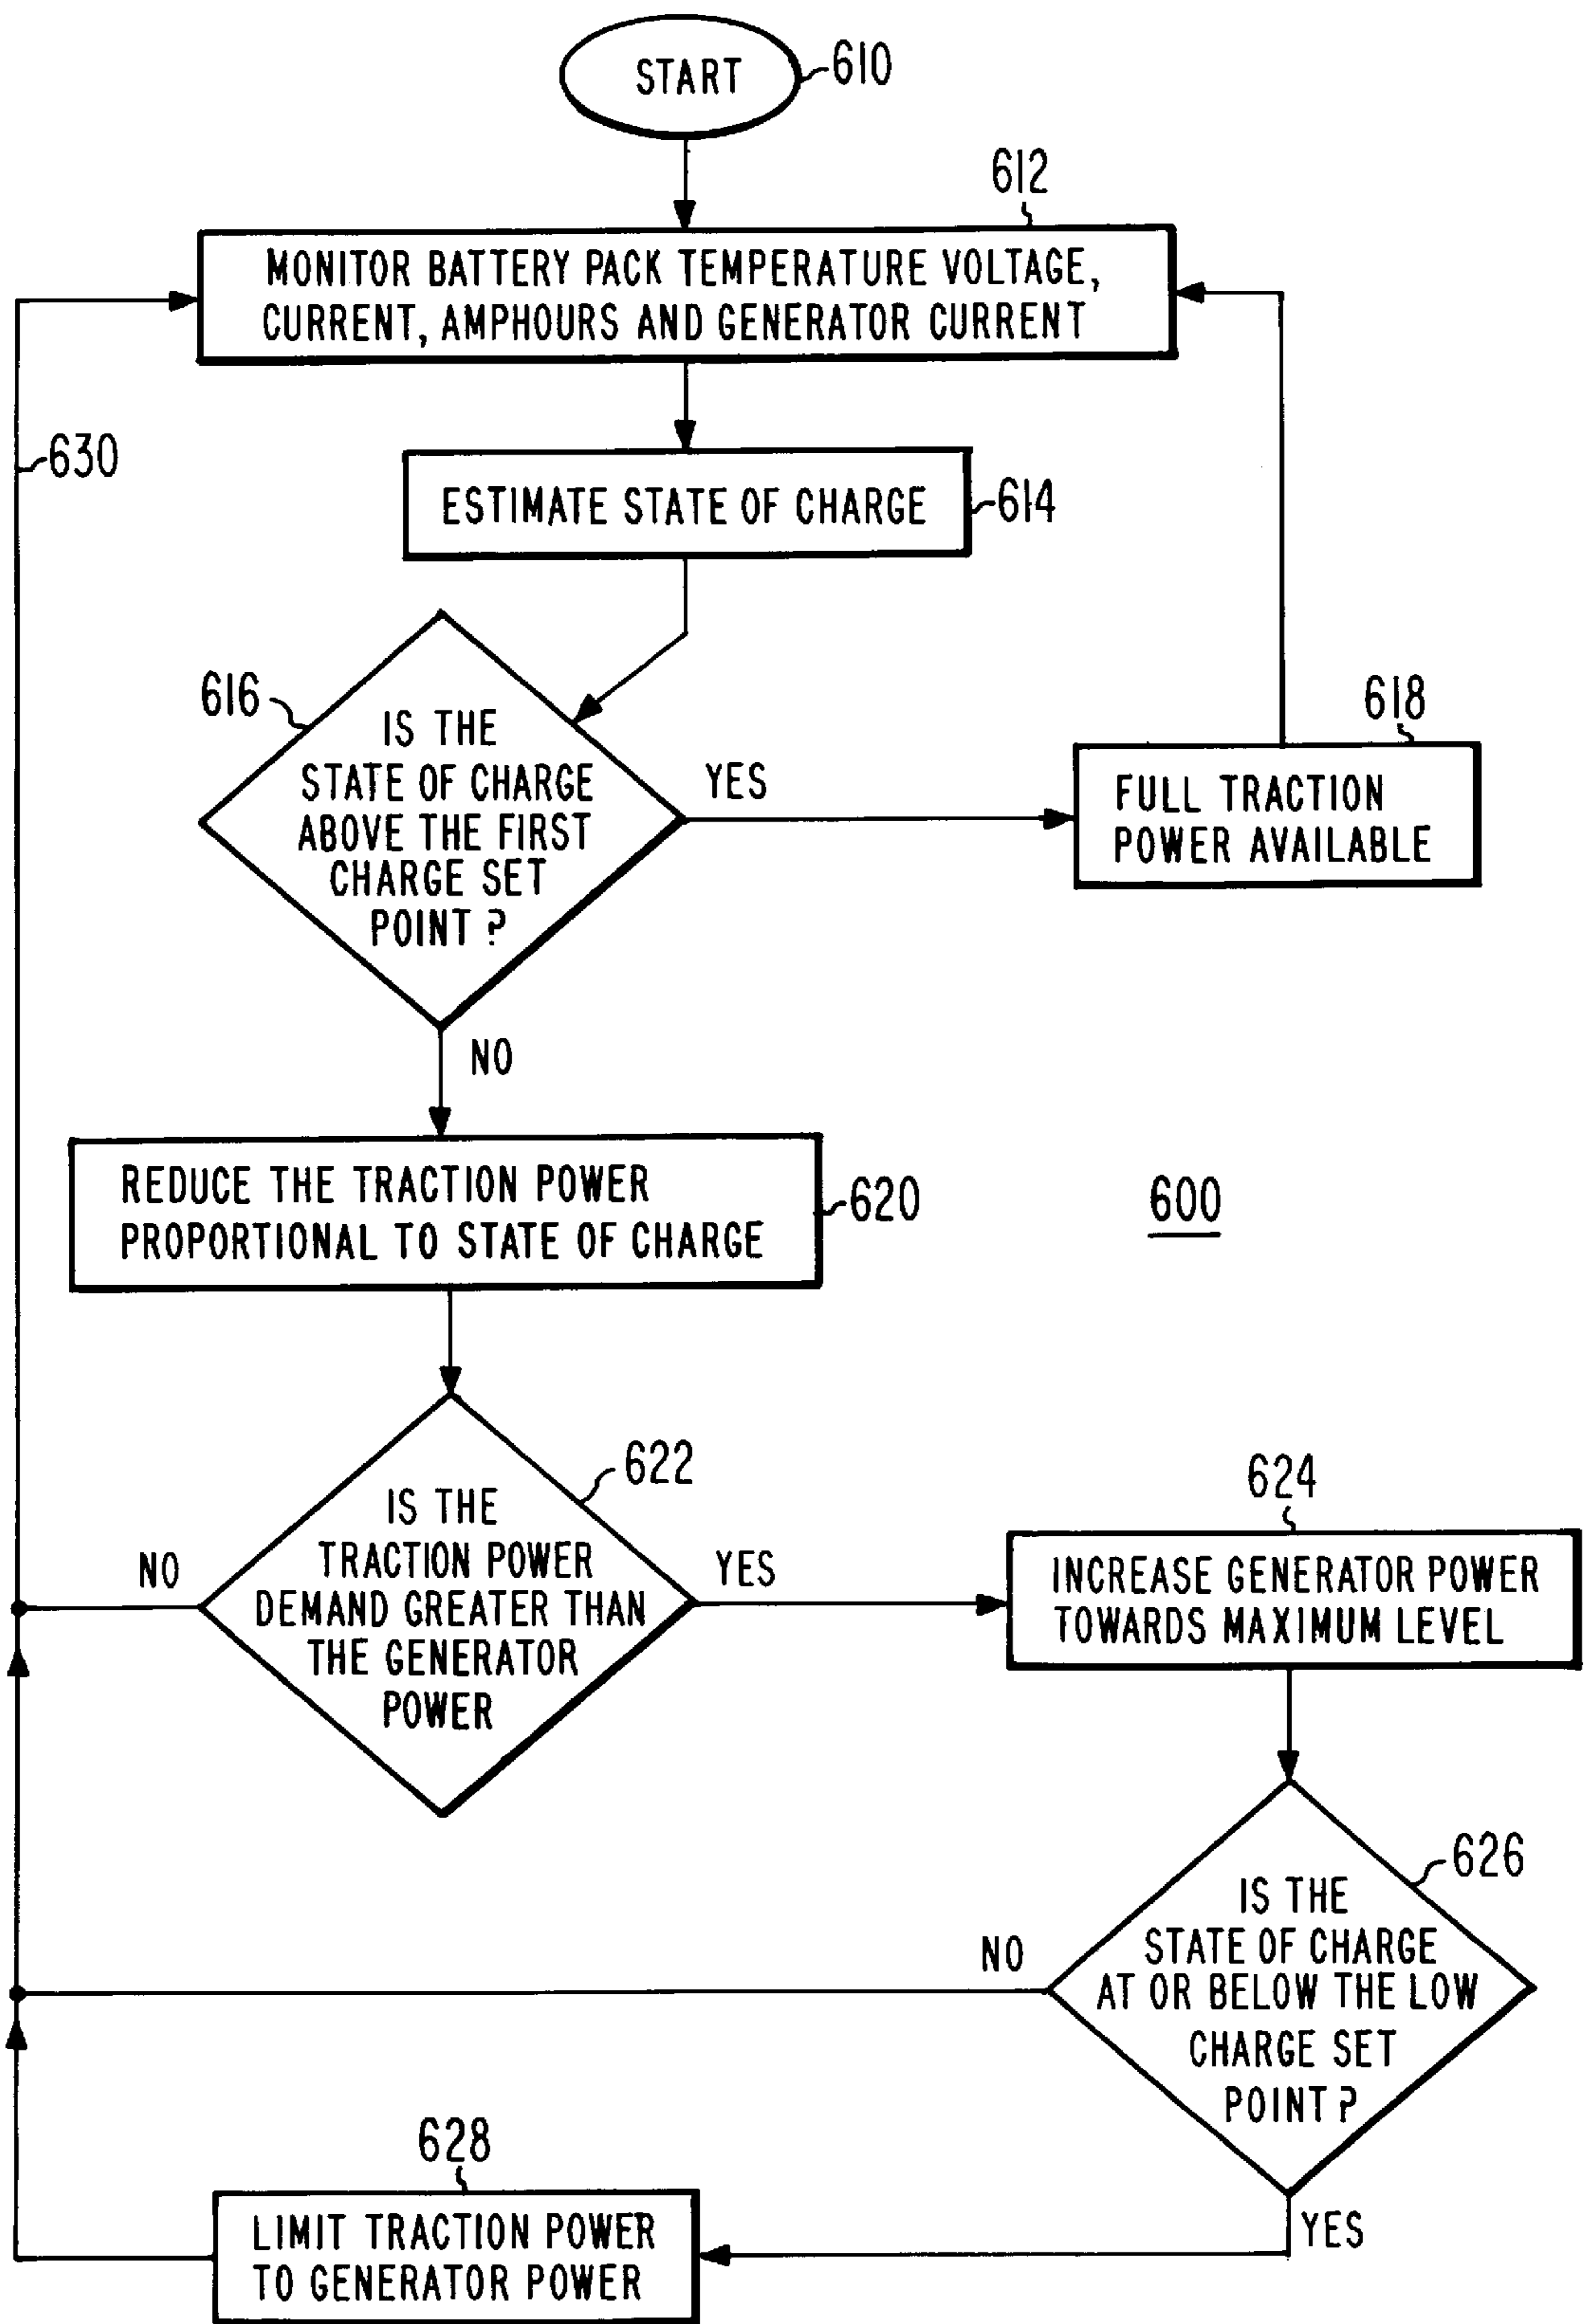 START
610
612
MONITOR BATTERY PACK TEMPERATURE VOLTAGE,
CURRENT, AMPHOURS AND GENERATOR CURRENT
630
ESTIMATE STATE OF CHARGE
614
616
IS THE
STATE OF CHARGE
ABOVE THE FIRST
CHARGE SET
POINT ?
YES
618
FULL TRACTION
POWER AVAILABLE
NO
REDUCE THE TRACTION POWER
PROPORTIONAL TO STATE OF CHARGE
620
600
622
IS THE
TRACTION POWER
DEMAND GREATER THAN
THE GENERATOR
POWER
NO
YES
624
INCREASE GENERATOR POWER
TOWARDS MAXIMUM LEVEL
626
IS THE
STATE OF CHARGE
AT OR BELOW THE LOW
CHARGE SET
POINT ?
NO
YES
628
LIMIT TRACTION POWER
TO GENERATOR POWER